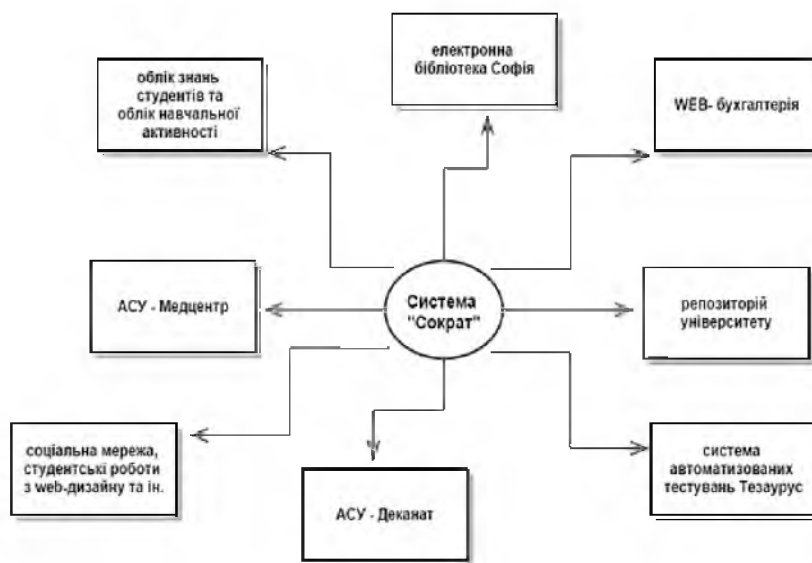 електронна
бібліотека Софія
облік знань
студентів та
облік навчальної
активності
WEB- бухгалтерія
АСУ - Медцентр
Система
"Сократ"
репозиторій
університету
соціальна мережа,
студентські роботи
з web-дизайну та ін.
АСУ - Деканат
система
автоматизованих
тестувань Тезаурус